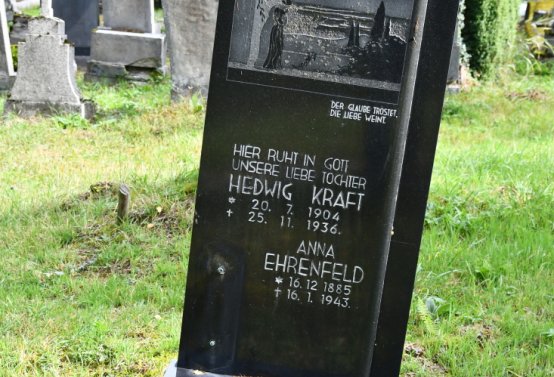 DER GLAUBE TRÖSTET,
DIE LIEBE WEINT.
HIER RUHT IN GOTT
UNSERE LIEBE TOCHTER
HEDWIG KRAFT
* 20. 7. 1904
† 25. 11. 1936.
ANNA
EHRENFELD
* 16.12 1885
† 16. 1. 1943.